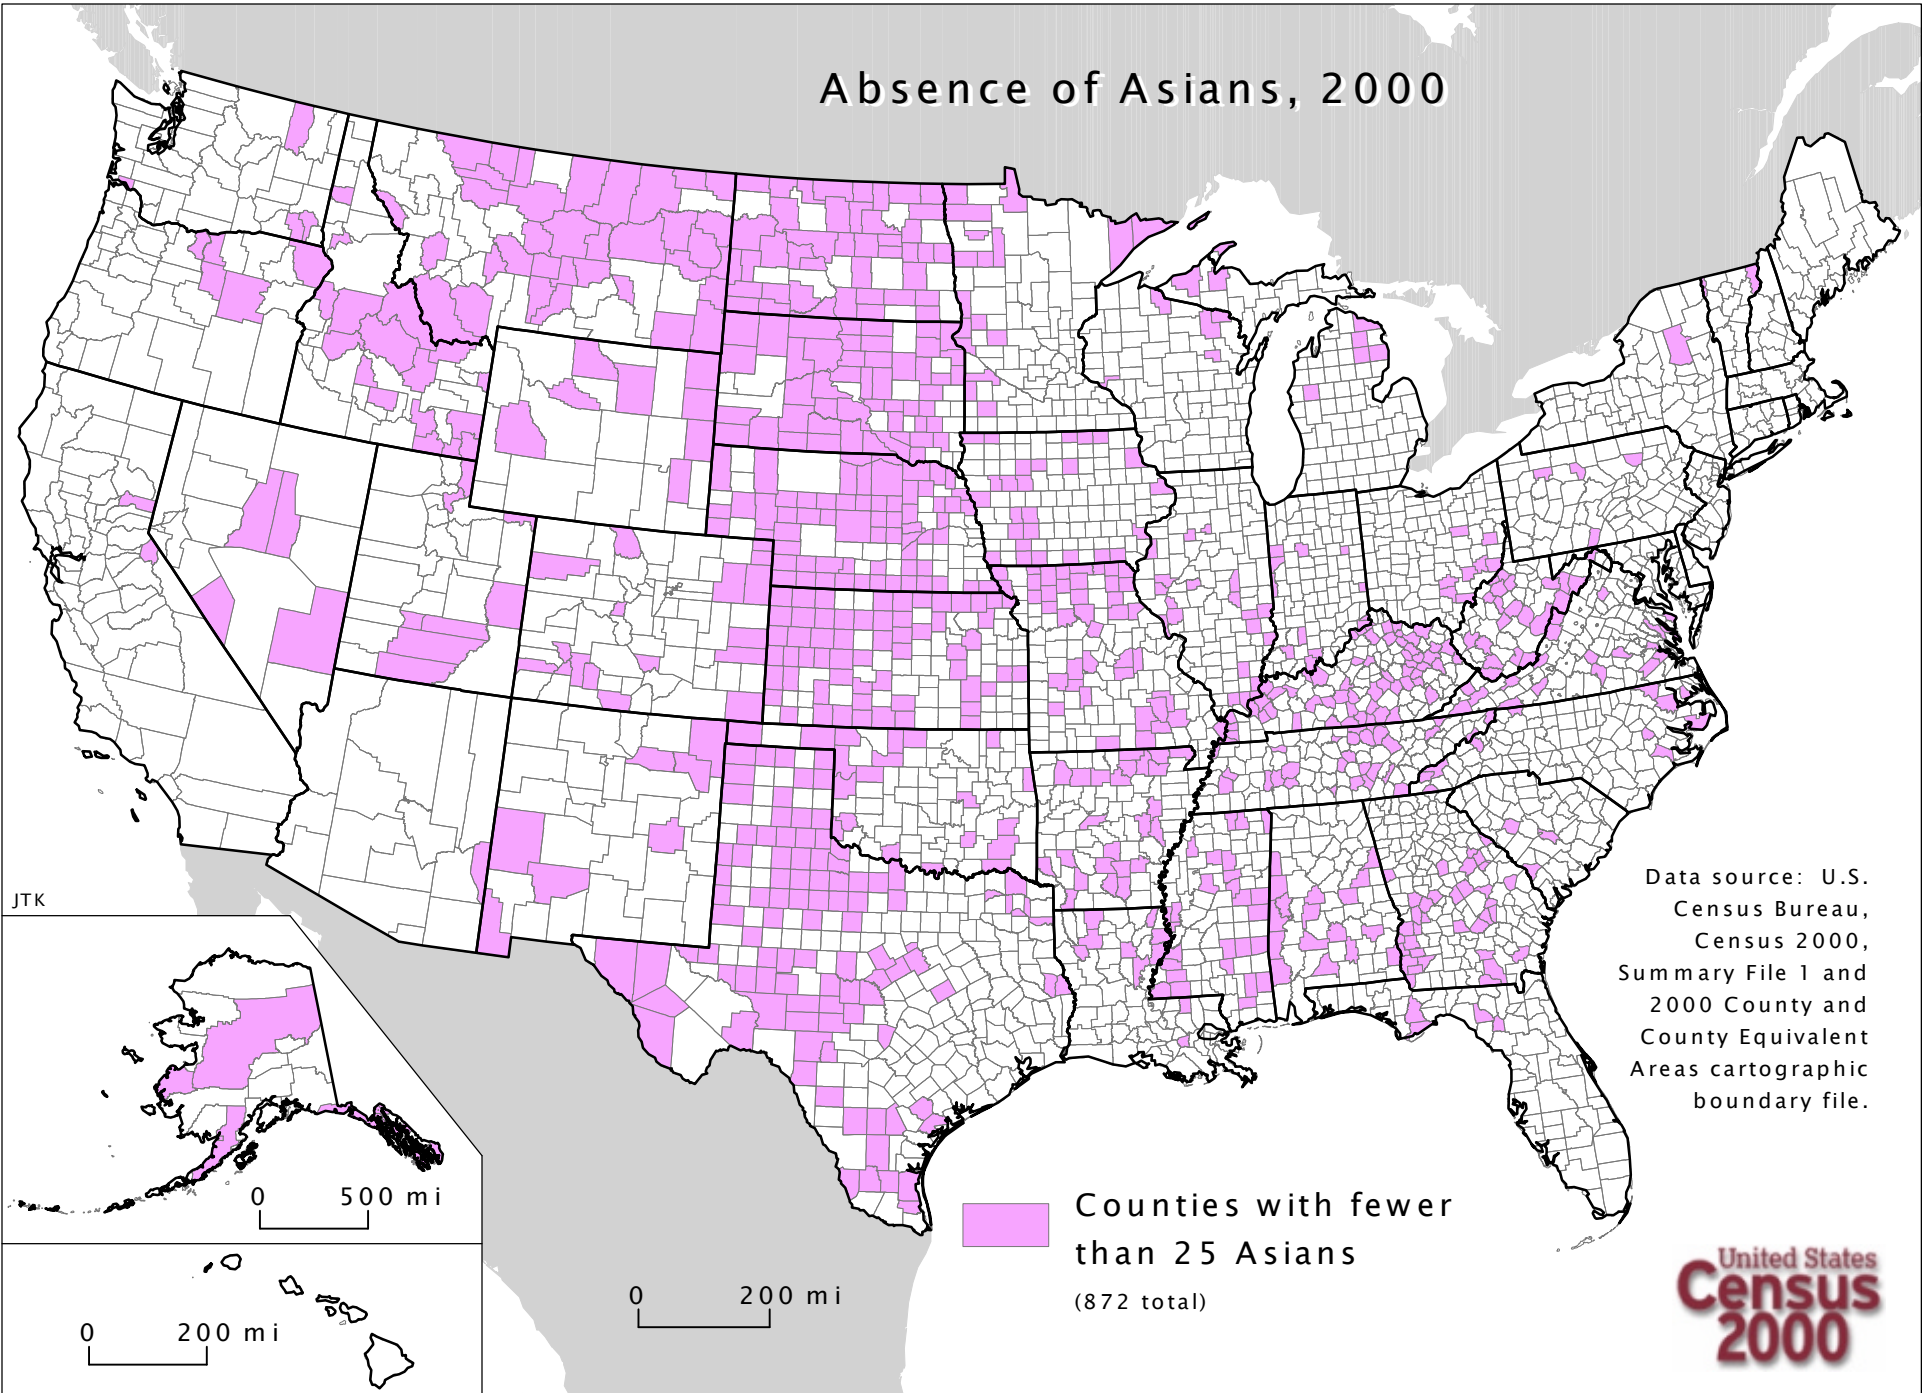 Absence of Asians, 2000
JTK
Data source: U.S.
Census Bureau,
Census 2000,
Summary File 1 and
2000 County and
County Equivalent
Areas cartographic
boundary file.
0 500 mi
0 200 mi
0 200 mi
Counties with fewer
than 25 Asians
(872 total)
United States
Census
2000